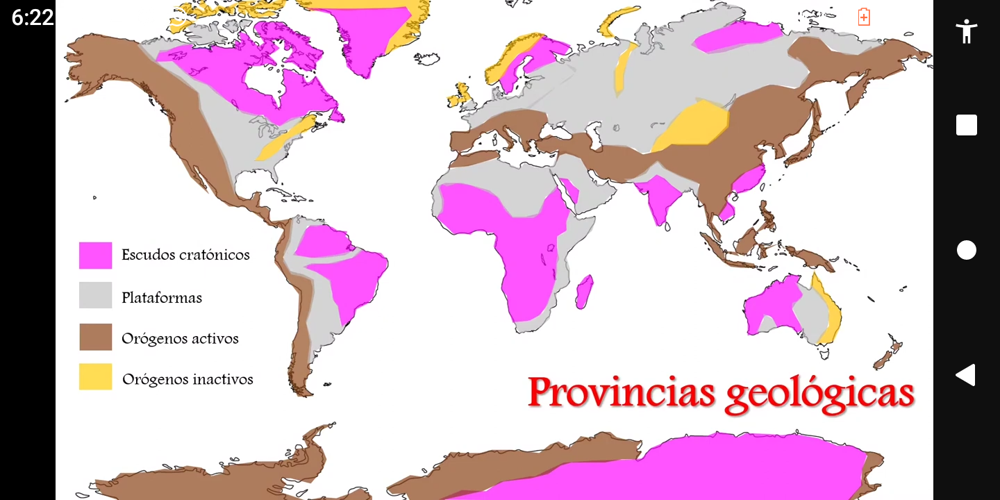 6:22
Escudos cratónicos
Plataformas
Orógenos activos
Orógenos inactivos
Provincias geológicas